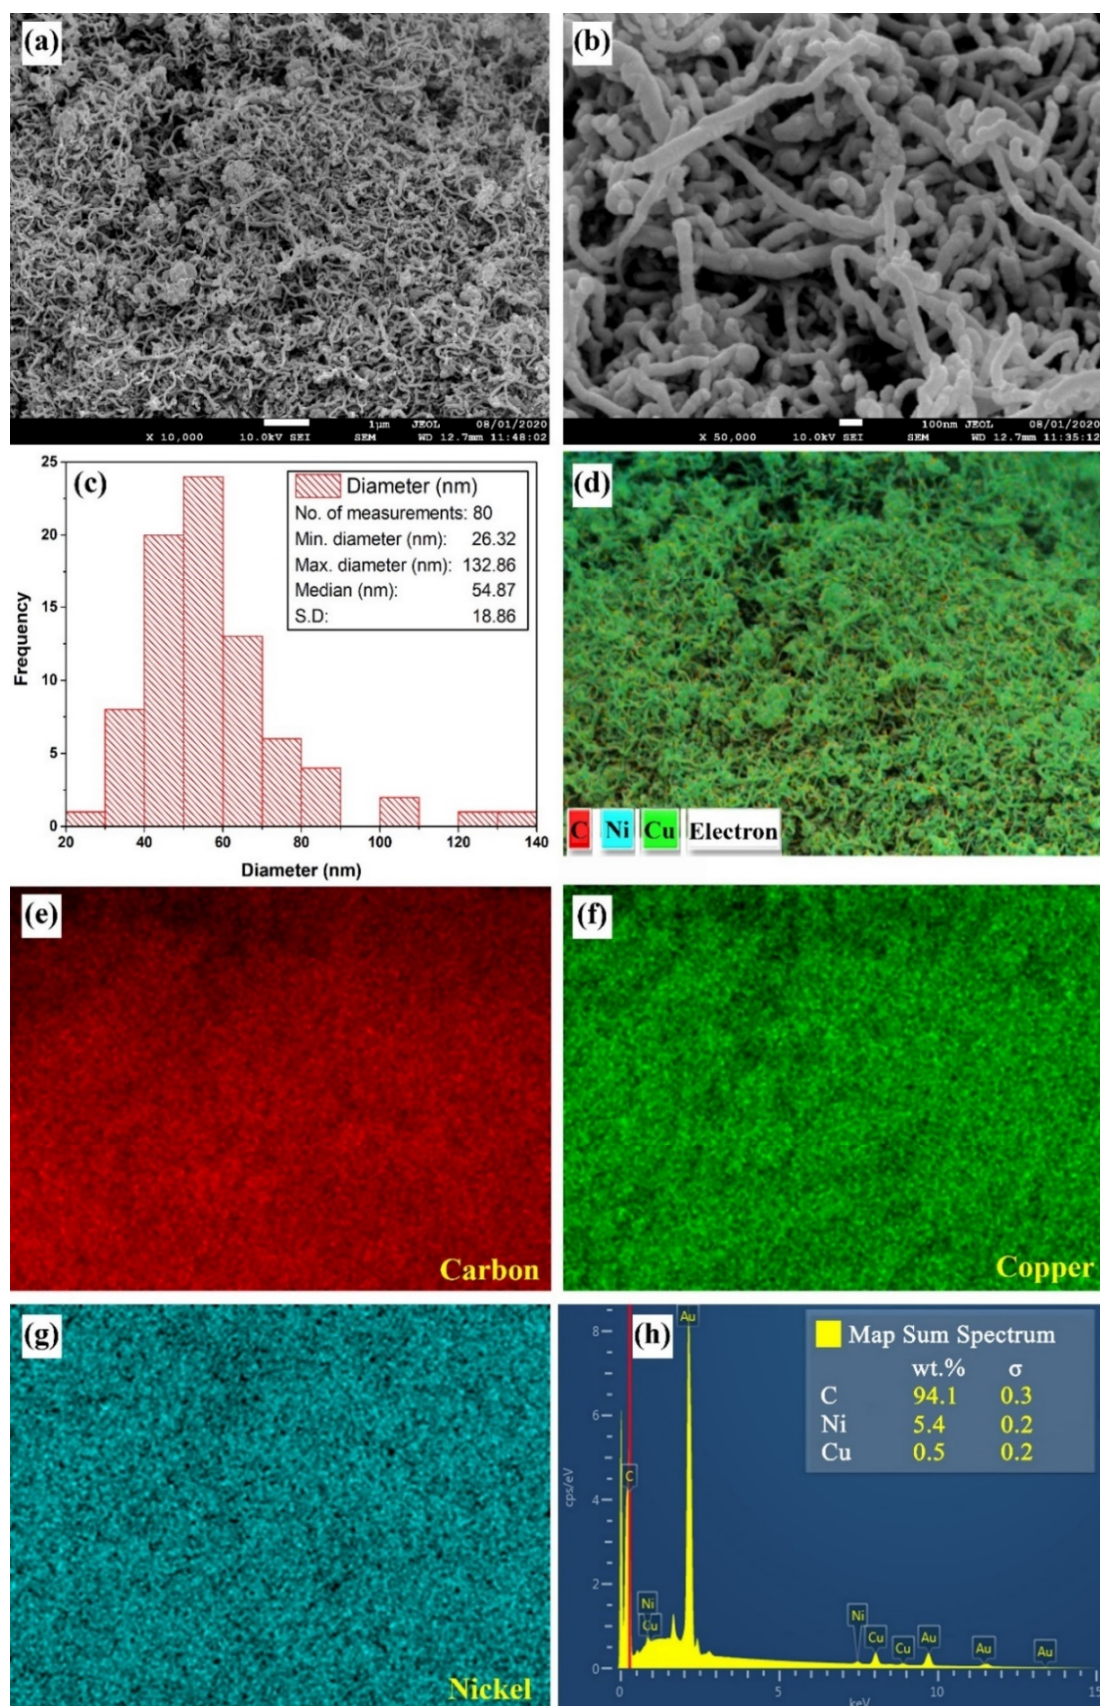 (a)
1μm JEOL 08/01/2020
X 10,000 10.0kV SEI SEM WD 12.7mm 11:48:02
(b)
100nm JEOL 08/01/2020
X 50,000 10.0kV SEI SEM WD 12.7mm 11:35:12
(c)
Diameter (nm)
No. of measurements: 80
Min. diameter (nm): 26.32
Max. diameter (nm): 132.86
Median (nm): 54.87
S.D: 18.86
Frequency
25
20
15
10
5
0
20 40 60 80 100 120 140
Diameter (nm)
(d)
C Ni Cu Electron
(e)
Carbon
(f)
Copper
(g)
Nickel
(h)
Map Sum Spectrum
wt.% σ
C 94.1 0.3
Ni 5.4 0.2
Cu 0.5 0.2
cps/eV
8
6
4
2
0
Au
C
Ni
Cu
Ni
Cu
Cu
Au
Au
Au
0 5 10 15
keV